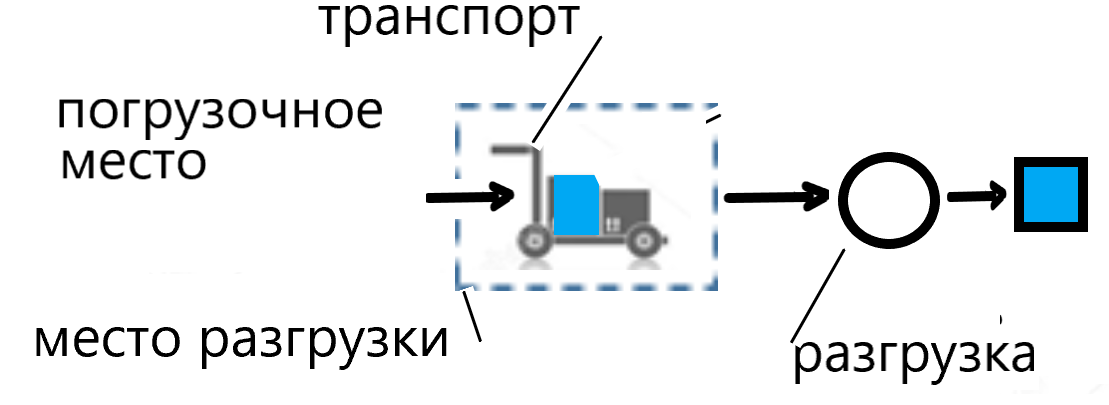 транспорт
погрузочное
место
место разгрузки
разгрузка